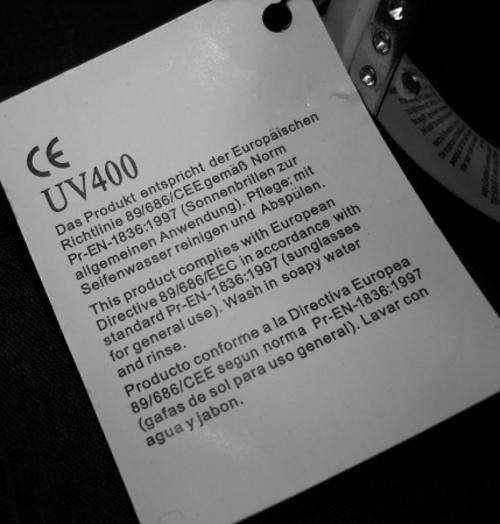 CE
UV400
Das Produkt entspricht der Europäischen
Richtlinie 89/686/CEEgemäß Norm
Pr-EN-1836:1997 (Sonnenbrillen zur
allgemeinen Anwendung). Pflege: mit
Seifenwasser reinigen und Abspülen.
This product complies with European
Directive 89/686/EEC in accordance with
standard Pr-EN-1836:1997 (sunglasses
for general use). Wash in soapy water
and rinse.
Producto conforme a la Directiva Europea
89/686/CEE segun norma Pr-EN-1836:1997
(gafas de sol para uso general). Lavar con
agua y jabon.